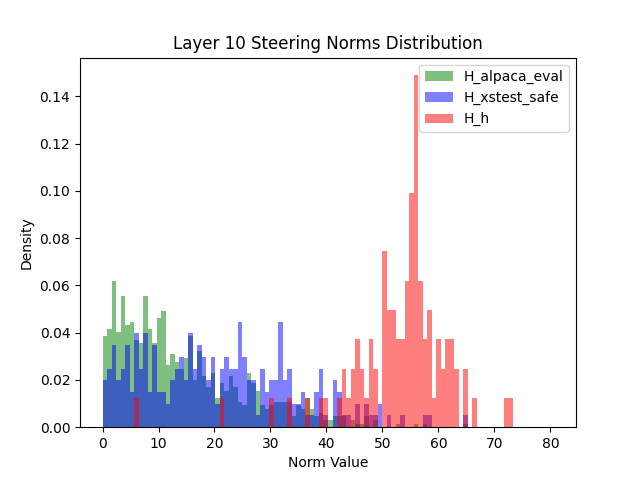 Layer 10 Steering Norms Distribution
H_alpaca_eval
H_xstest_safe
H_h
Density
0.14
0.12
0.10
0.08
0.06
0.04
0.02
0.00
0 10 20 30 40 50 60 70 80
Norm Value